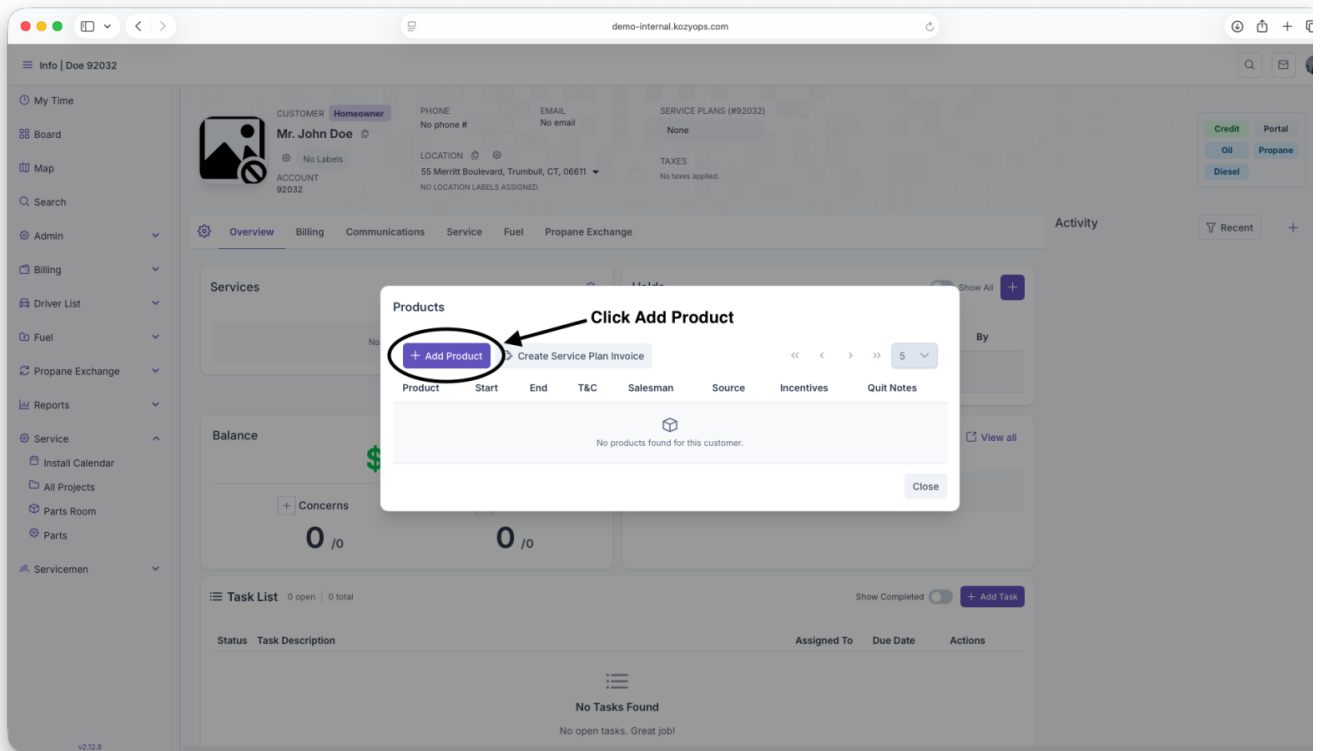 demo-internal.kozyops.com
Info | Doe 92032
My Time
Board
Map
Search
Admin
Billing
Driver List
Fuel
Propane Exchange
Reports
Service
Install Calendar
All Projects
Parts Room
Parts
Servicemen
v2.12.8
CUSTOMER Homeowner
Mr. John Doe
No Labels
ACCOUNT
92032
PHONE
No phone #
EMAIL
No email
LOCATION
55 Merritt Boulevard, Trumbull, CT, 06611
NO LOCATION LABELS ASSIGNED.
SERVICE PLANS (#92032)
None
TAXES
No taxes applied.
Credit Portal
Oil Propane
Diesel
Overview Billing Communications Service Fuel Propane Exchange
Activity
Recent
Services
Show All
No
By
Products
Click Add Product
Add Product
Create Service Plan Invoice
5
Product Start End T&C Salesman Source Incentives Quit Notes
No products found for this customer.
Close
Balance
$
View all
Concerns
0 /0
0 /0
Task List 0 open | 0 total
Show Completed
+ Add Task
Status Task Description Assigned To Due Date Actions
No Tasks Found
No open tasks. Great job!